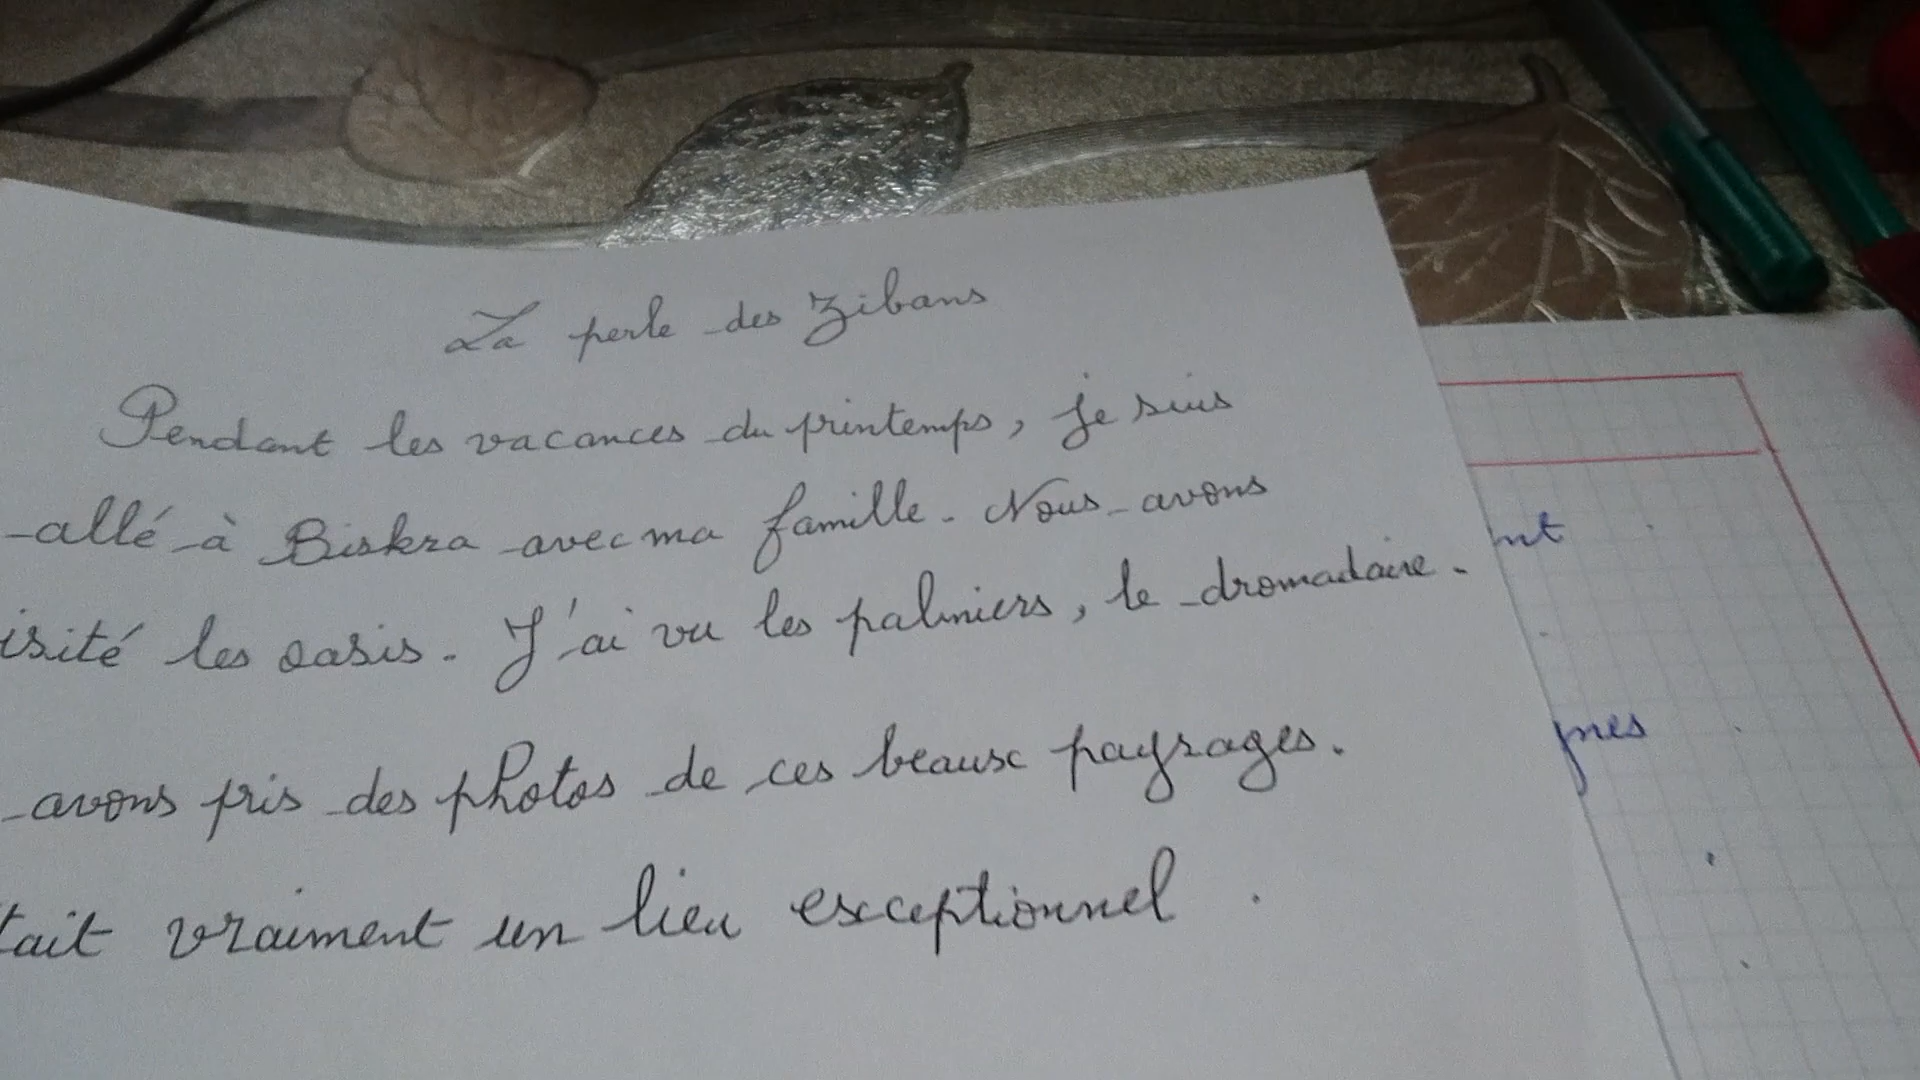 La perle des Zibans
Pendant les vacances du printemps, je suis
allé à Biskra avec ma famille. Nous avons
isité les oasis. J'ai vu les palmiers, le dromadaire.
avons pris des photos de ces beaux paysages.
tait vraiment un lieu exceptionnel.
nt
gnes